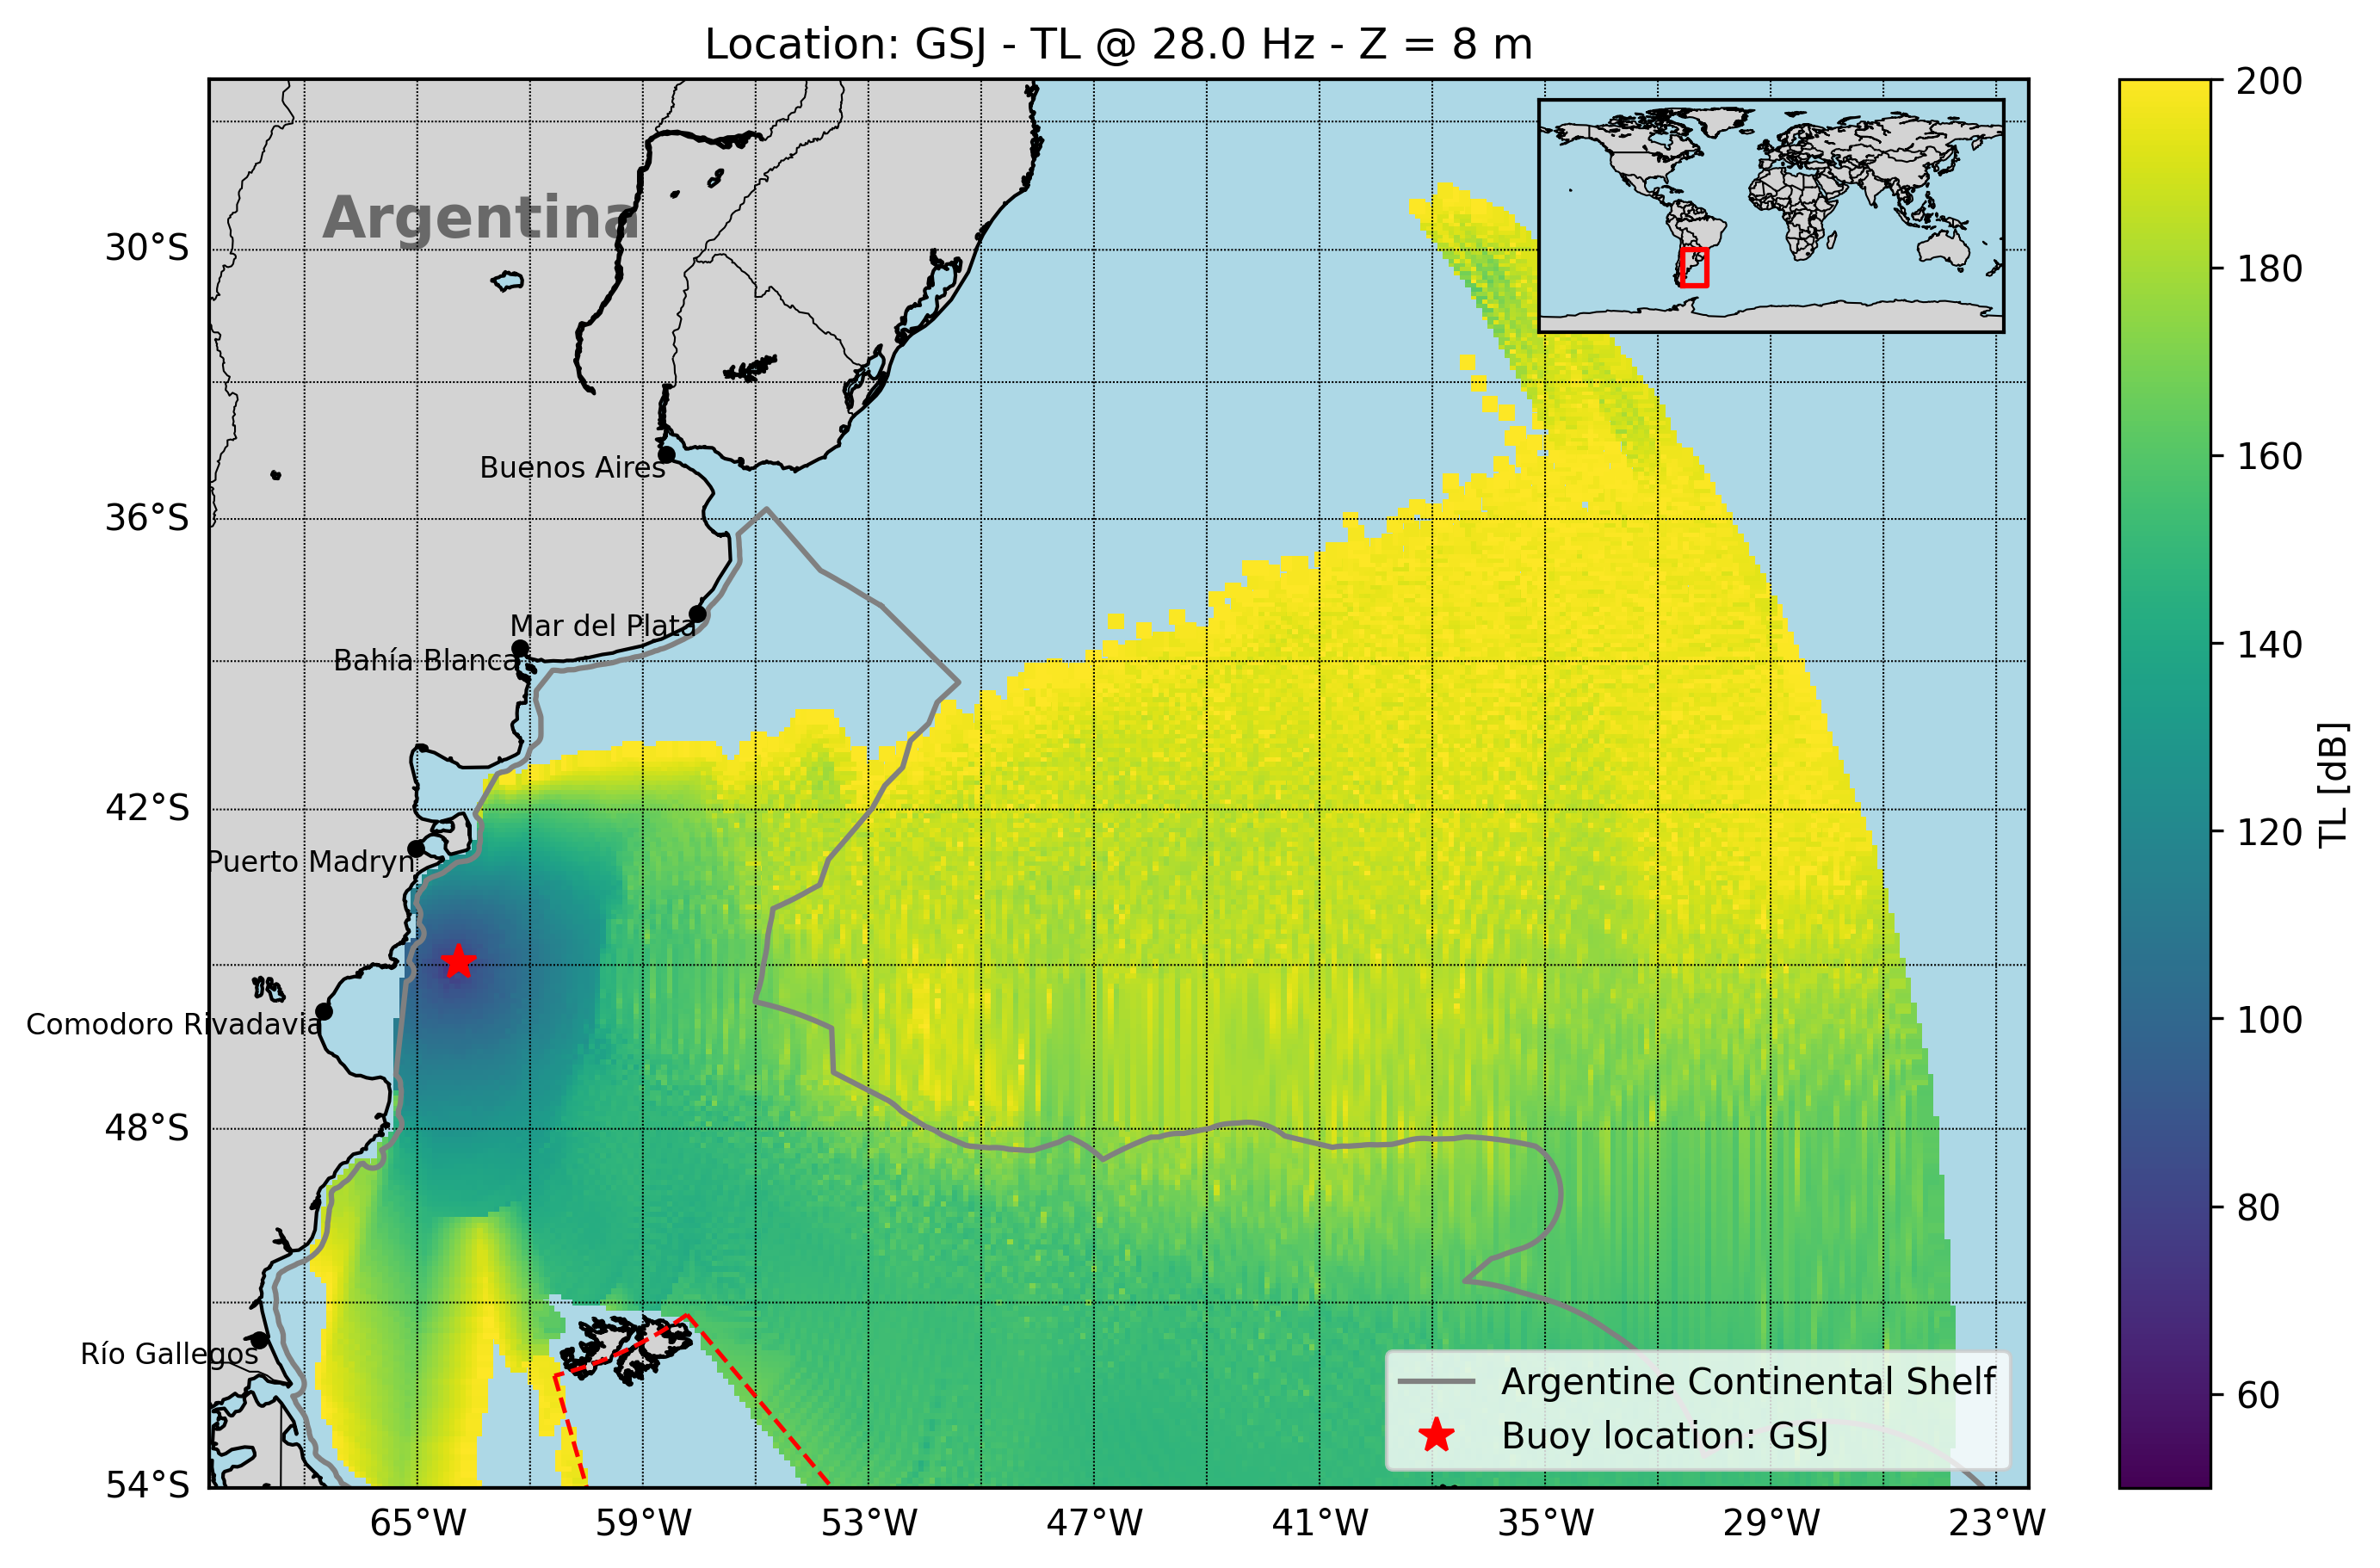 Location: GSJ - TL @ 28.0 Hz - Z = 8 m
Argentina
30°S
Buenos Aires
36°S
Mar del Plata
Bahía Blanca
42°S
Puerto Madryn
Comodoro Rivadavia
48°S
Río Gallegos
54°S
65°W
59°W
53°W
47°W
41°W
35°W
29°W
23°W
Argentine Continental Shelf
Buoy location: GSJ
200
180
160
140
120
100
80
60
TL [dB]